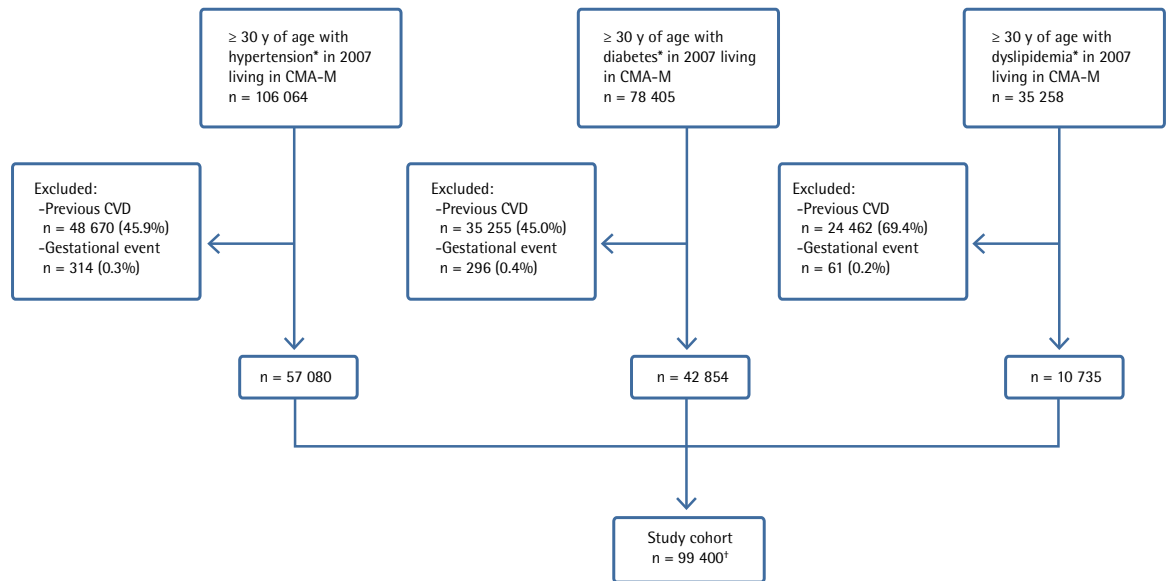 ≥ 30 y of age with
hypertension* in 2007
living in CMA-M
n = 106 064
≥ 30 y of age with
diabetes* in 2007 living
in CMA-M
n = 78 405
≥ 30 y of age with
dyslipidemia* in 2007
living in CMA-M
n = 35 258
Excluded:
-Previous CVD
n = 48 670 (45.9%)
-Gestational event
n = 314 (0.3%)
Excluded:
-Previous CVD
n = 35 255 (45.0%)
-Gestational event
n = 296 (0.4%)
Excluded:
-Previous CVD
n = 24 462 (69.4%)
-Gestational event
n = 61 (0.2%)
n = 57 080
n = 42 854
n = 10 735
Study cohort
n = 99 400†